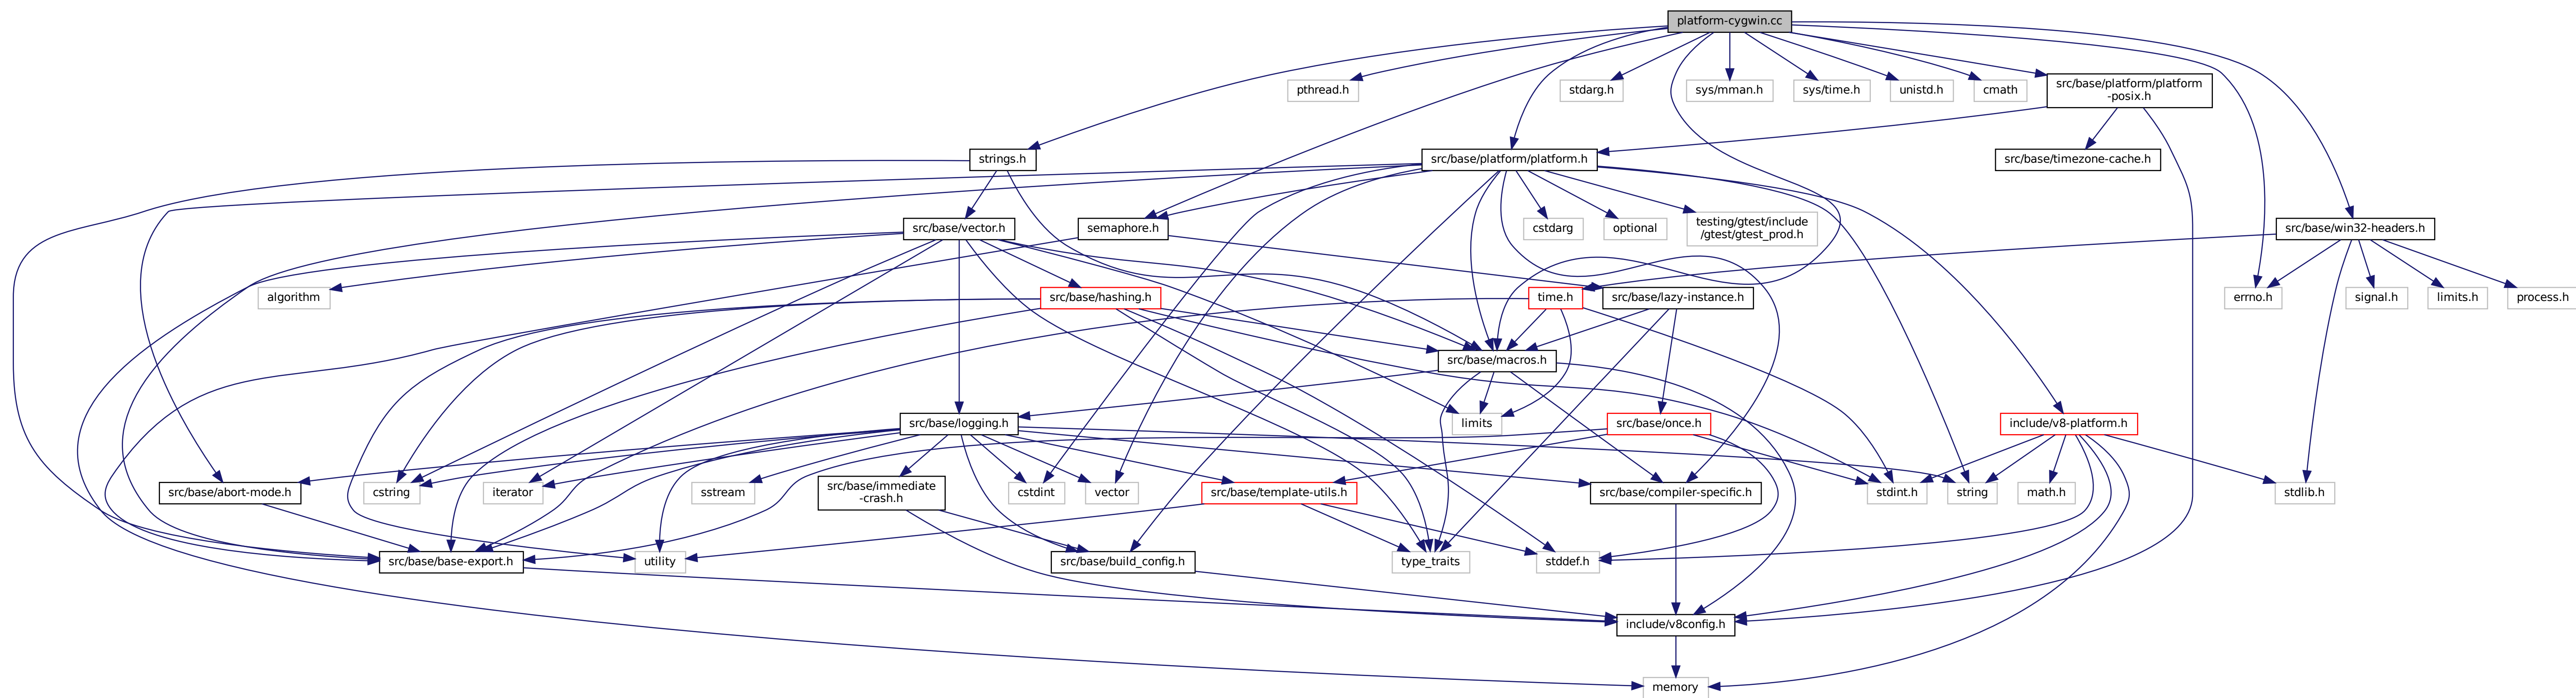 platform-cygwin.cc
pthread.h
stdarg.h
sys/mman.h
sys/time.h
unistd.h
cmath
src/base/platform/platform
-posix.h
strings.h
src/base/platform/platform.h
src/base/timezone-cache.h
src/base/vector.h
semaphore.h
cstdarg
optional
testing/gtest/include
/gtest/gtest_prod.h
src/base/win32-headers.h
algorithm
src/base/hashing.h
time.h
src/base/lazy-instance.h
errno.h
signal.h
limits.h
process.h
src/base/macros.h
src/base/logging.h
limits
src/base/once.h
include/v8-platform.h
src/base/abort-mode.h
cstring
iterator
sstream
src/base/immediate
-crash.h
cstdint
vector
src/base/template-utils.h
src/base/compiler-specific.h
stdint.h
string
math.h
stdlib.h
src/base/base-export.h
utility
src/base/build_config.h
type_traits
stddef.h
include/v8config.h
memory